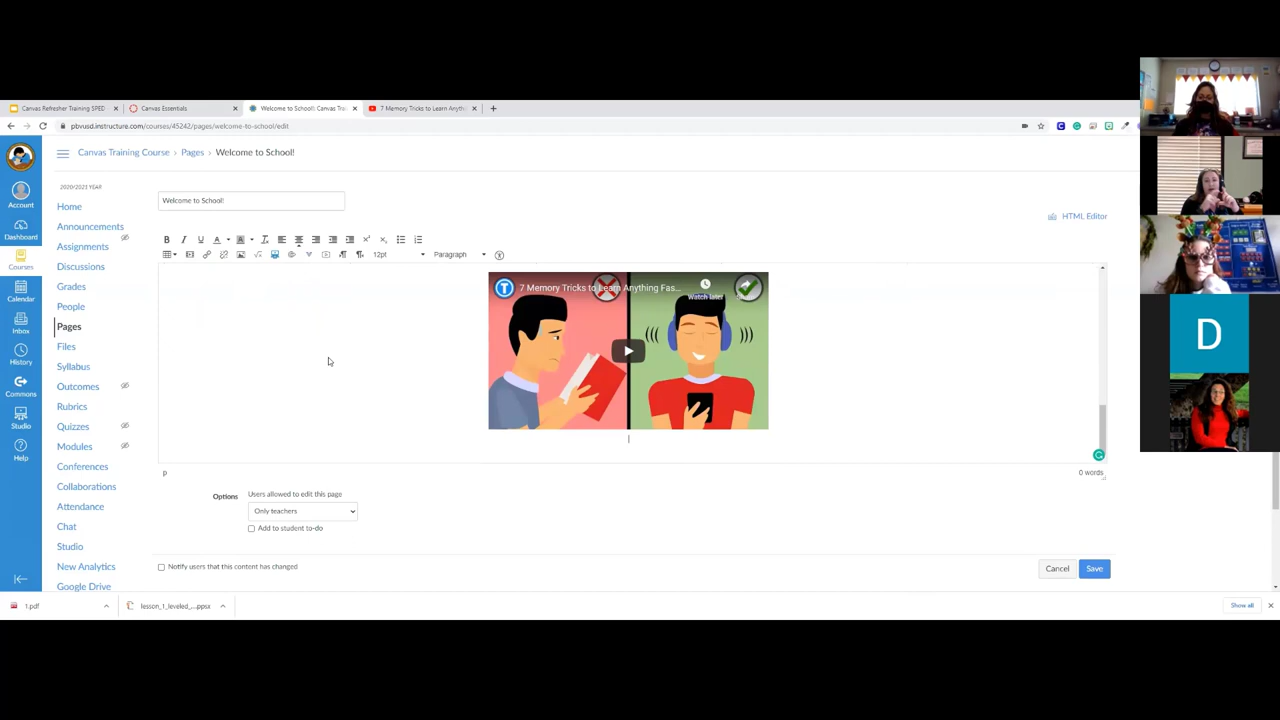 Canvas Refresher Training SPED
Canvas Essentials
Welcome to School!: Canvas Tra
7 Memory Tricks to Learn Anyth
pbvusd.instructure.com/courses/45242/pages/welcome-to-school/edit
Canvas Training Course > Pages > Welcome to School!
Account
Dashboard
Courses
Calendar
Inbox
History
Commons
Studio
Help
2020/2021 YEAR
Home
Announcements
Assignments
Discussions
Grades
People
Pages
Files
Syllabus
Outcomes
Rubrics
Quizzes
Modules
Conferences
Collaborations
Attendance
Chat
Studio
New Analytics
Google Drive
Welcome to School!
HTML Editor
12pt Paragraph
7 Memory Tricks to Learn Anything Fas...
Watch later
p
0 words
Options
Users allowed to edit this page
Only teachers
Add to student to-do
Notify users that this content has changed
Cancel
Save
1.pdf
lesson_1_leveled_....ppsx
Show all
D